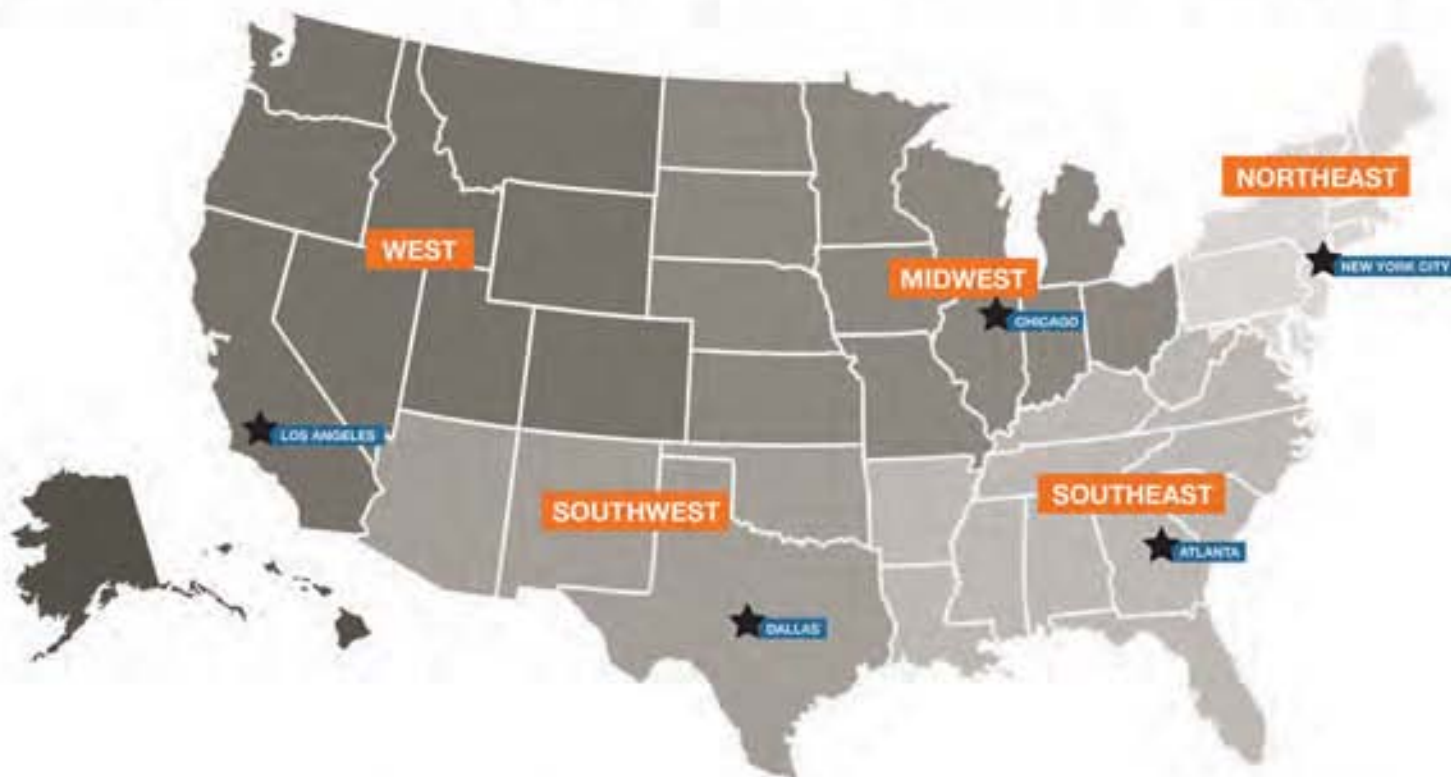 NORTHEAST
WEST
NEW YORK CITY
MIDWEST
CHICAGO
LOS ANGELES
SOUTHEAST
SOUTHWEST
ATLANTA
DALLAS